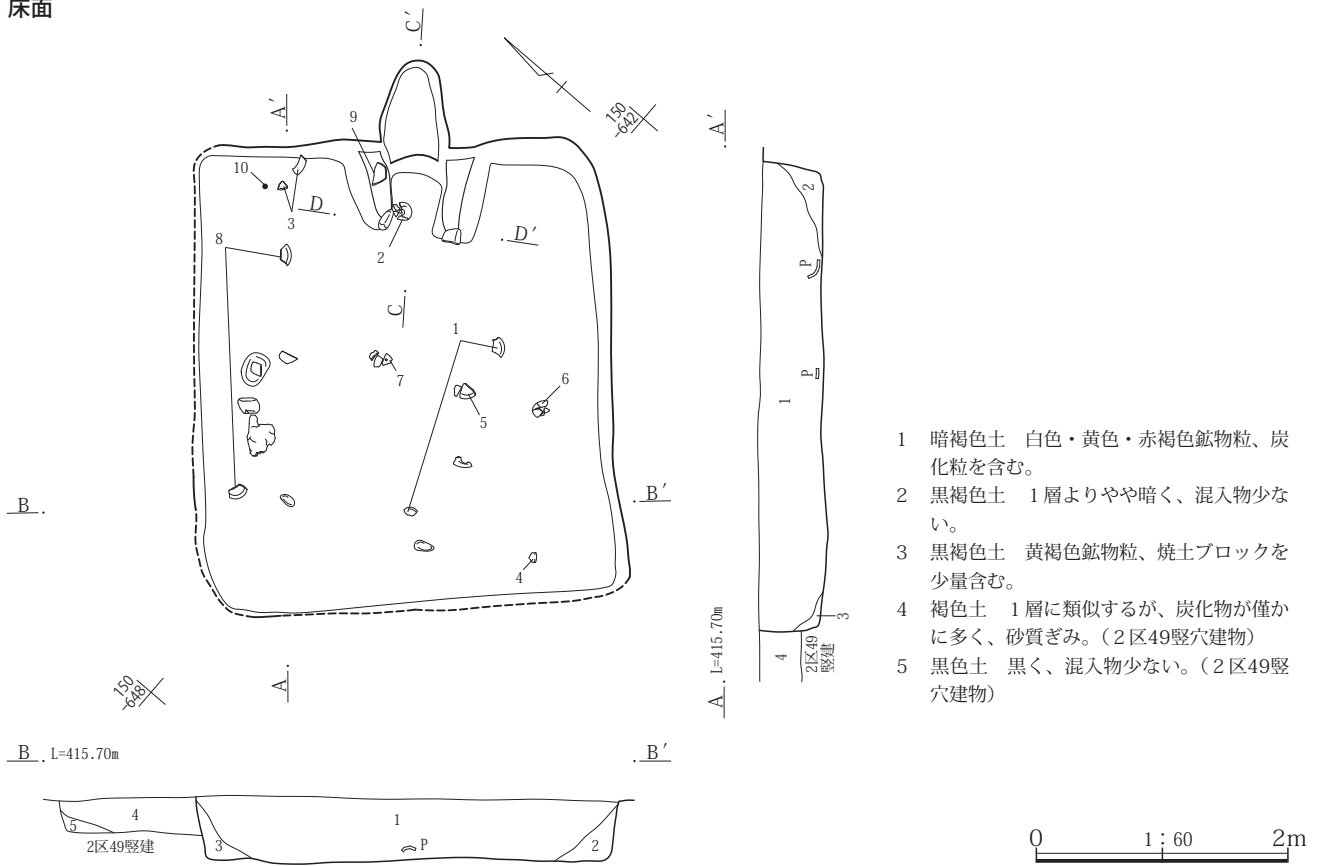 床面
C′
A′
9
150
-642
A′
10
3
D
D′
2
8
2
P
C
1
7
6
5
P
1
1 暗褐色土 白色・黄色・赤褐色鉱物粒、炭
化粒を含む。
2 黒褐色土 1層よりやや暗く、混入物少な
い。
3 黒褐色土 黄褐色鉱物粒、焼土ブロックを
少量含む。
4 褐色土 1層に類似するが、炭化物が僅か
に多く、砂質ぎみ。（2区49竪穴建物）
5 黒色土 黒く、混入物少ない。（2区49竪
穴建物）
B
B′
4
3
4
2区49
竪建
A
L=415.70m
A
150
-648
B
L=415.70m
B′
5
4
2区49竪建
3
1
P
2
0
1：60
2m